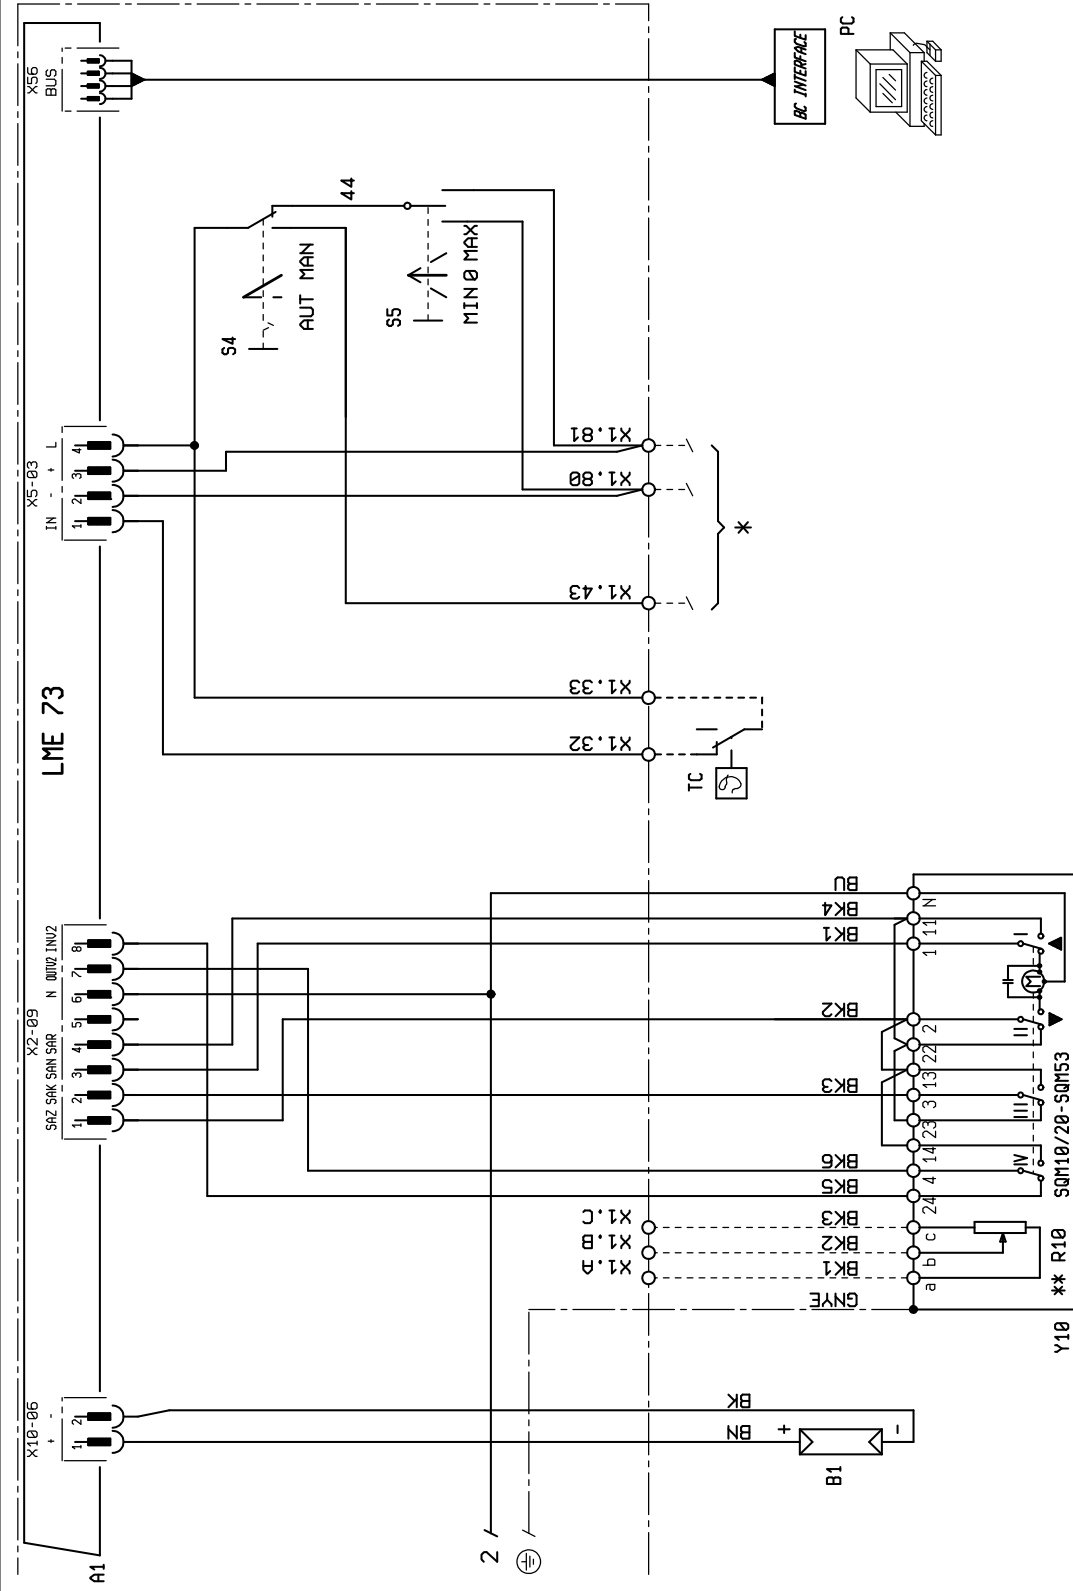 A1
LME 73
X10-06
+ -
1 2
X2-09
SAZ SAK SAN SAR N OUTV2 INV2
1 2 3 4 5 6 7 8
X5-03
IN - + L
1 2 3 4
X56
BUS
S4
AUT MAN
44
S5
MIN 0 MAX
2
X1.A
X1.B
X1.C
X1.32
X1.33
X1.43
X1.80
X1.81
*
TC
BC INTERFACE
PC
BN
BK
+
-
B1
GNYE
BK1
BK2
BK3
BK5
BK6
BK3
BK2
BK1
BK4
BU
a b c 24 4 14 23 3 13 22 2 1 11 N
IV III II I
M
Y10
** R10
SQM10/20-SQM53